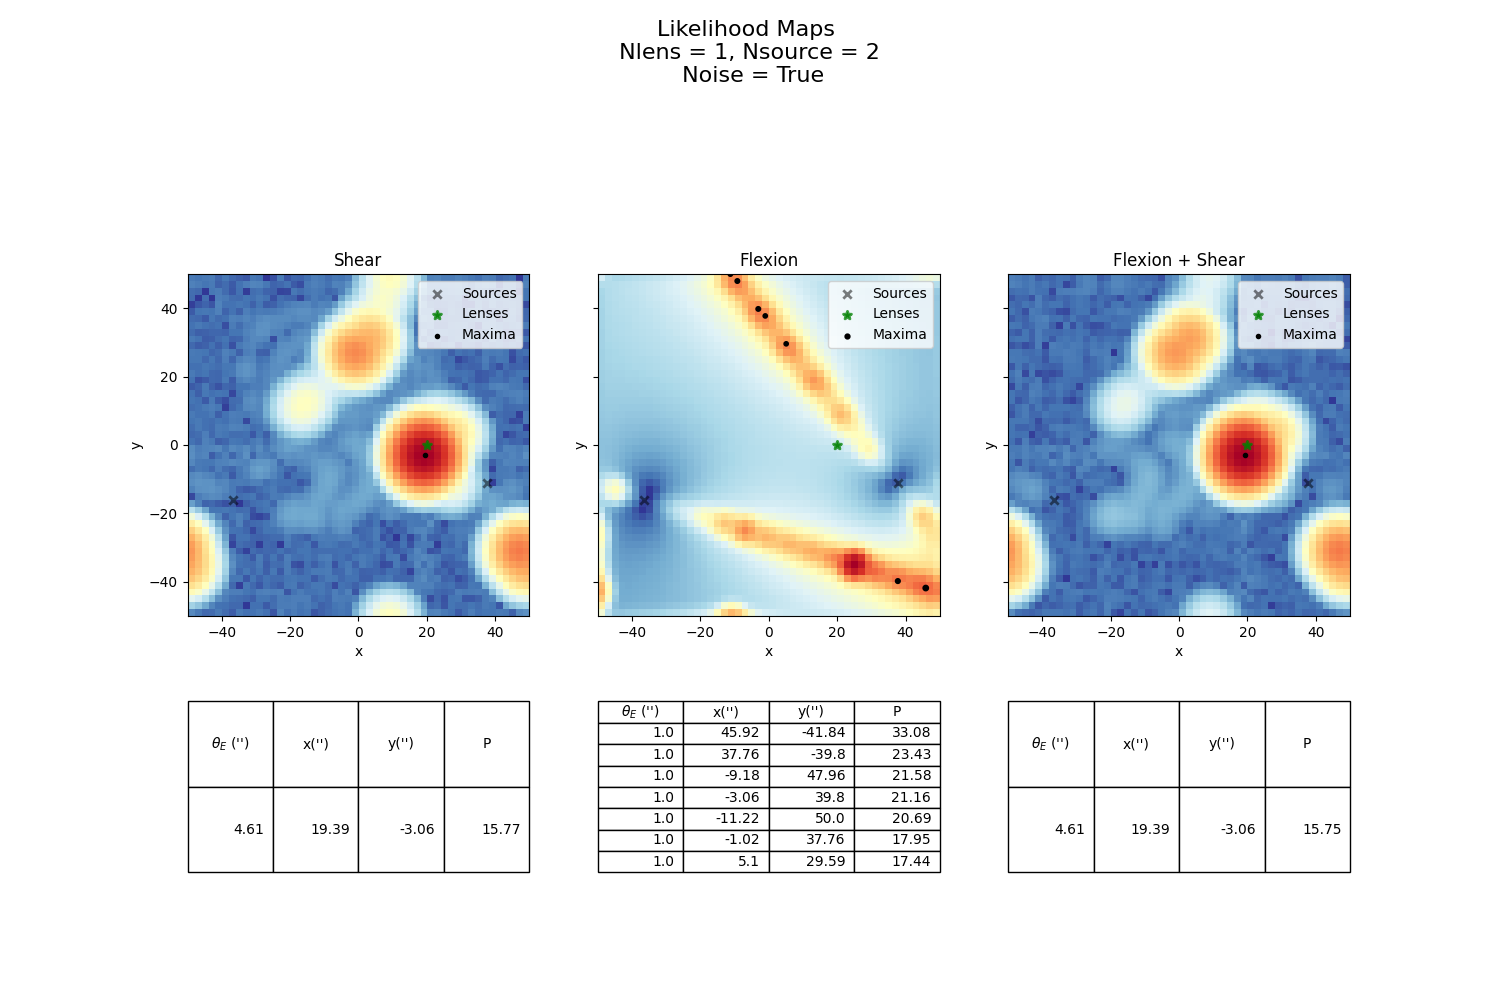 Likelihood Maps
Nlens = 1, Nsource = 2
Noise = True
Shear
Sources
Lenses
Maxima
y
40
20
0
−20
−40
−40 −20 0 20 40
x
Flexion
Sources
Lenses
Maxima
y
−40 −20 0 20 40
x
Flexion + Shear
Sources
Lenses
Maxima
y
−40 −20 0 20 40
x
θ_E ('') x('') y('') P
4.61 19.39 -3.06 15.77
θ_E ('') x('') y('') P
1.0 45.92 -41.84 33.08
1.0 37.76 -39.8 23.43
1.0 -9.18 47.96 21.58
1.0 -3.06 39.8 21.16
1.0 -11.22 50.0 20.69
1.0 -1.02 37.76 17.95
1.0 5.1 29.59 17.44
θ_E ('') x('') y('') P
4.61 19.39 -3.06 15.75